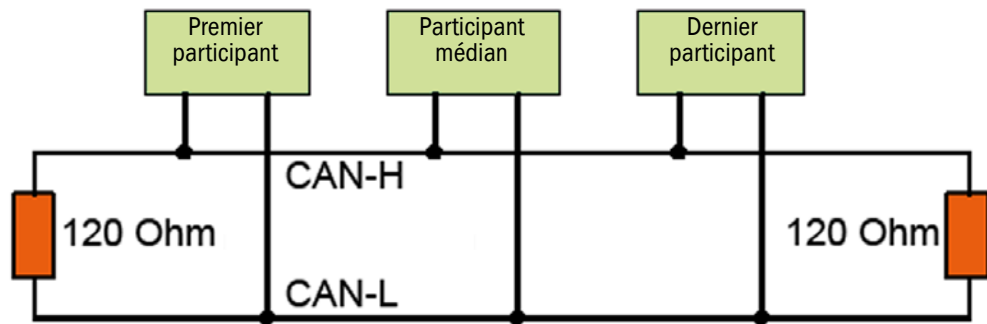 Premier
participant
Participant
médian
Dernier
participant
CAN-H
120 Ohm
120 Ohm
CAN-L